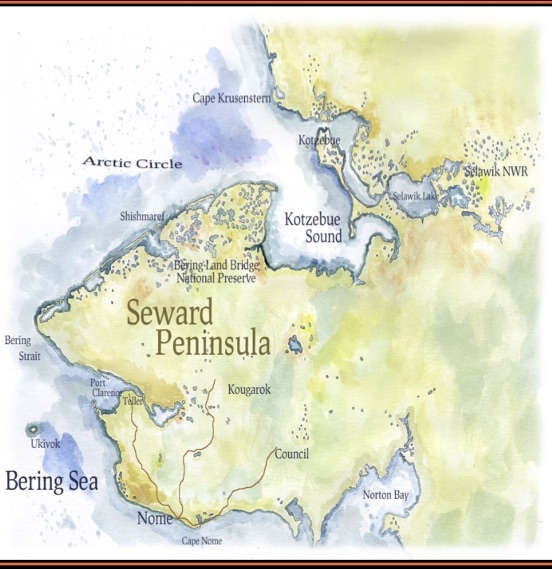 Cape Krusenstern
Kotzebue
Arctic Circle
Selawik NWR
Selawik Lake
Shishmaref
Kotzebue
Sound
Bering Land Bridge
National Preserve
Seward
Peninsula
Bering
Strait
Port
Clarence
Teller
Kougarok
Ukivok
Council
Bering Sea
Norton Bay
Nome
Cape Nome